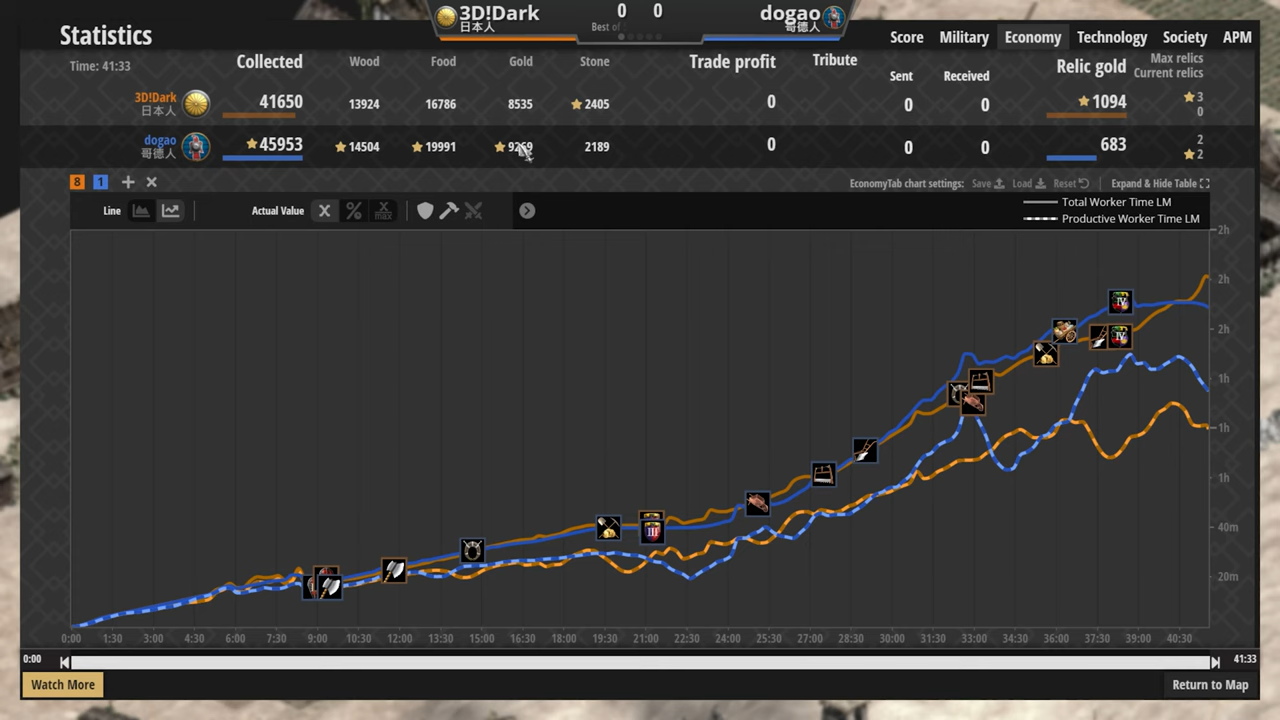 3D!Dark 0 0 dogao
日本人 Best of 哥德人
Statistics
Score Military Economy Technology Society APM
Time: 41:33
Collected Wood Food Gold Stone Trade profit Tribute Sent Received Relic gold Max relics
Current relics
3D!Dark 41650 13924 16786 8535 2405 0 0 0 1094 3
日本人 0
dogao 45953 14504 19991 0 0 0 683 2
哥德人 2189 2
8 1 EconomyTab chart settings: Save Load Reset Expand & Hide Table
Line Actual Value X % X
max
Total Worker Time LM
Productive Worker Time LM
2h
2h
2h
1h
1h
1h
40m
20m
IV
IV
III
0:00 1:30 3:00 4:30 6:00 7:30 9:00 10:30 12:00 13:30 15:00 16:30 18:00 19:30 21:00 22:30 24:00 25:30 27:00 28:30 30:00 31:30 33:00 34:30 36:00 37:30 39:00 40:30
0:00 41:33
Watch More Return to Map